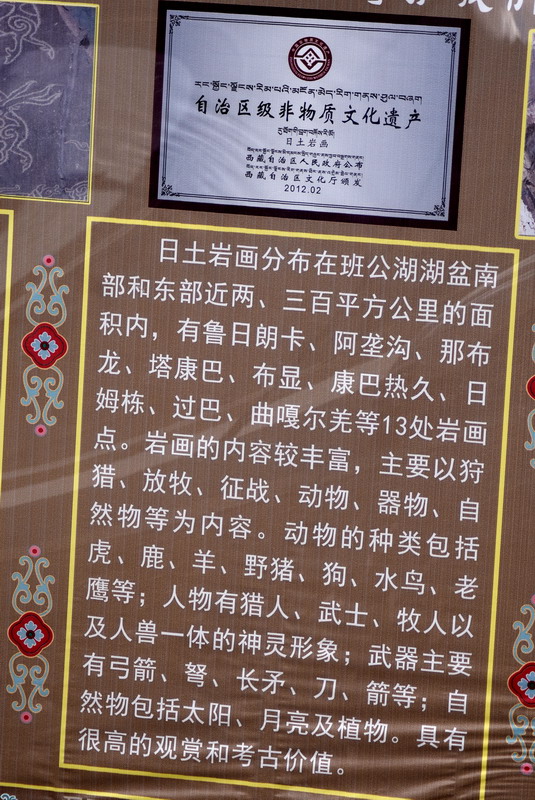 自治区级非物质文化遗产
日土岩画
西藏自治区人民政府公布
西藏自治区文化厅颁发
2012.02
日土岩画分布在班公湖湖盆南
部和东部近两、三百平方公里的面
积内，有鲁日朗卡、阿垄沟、那布
龙、塔康巴、布显、康巴热久、日
姆栋、过巴、曲嘎尔羌等13处岩画
点。岩画的内容较丰富，主要以狩
猎、放牧、征战、动物、器物、自
然物等为内容。动物的种类包括
虎、鹿、羊、野猪、狗、水鸟、老
鹰等；人物有猎人、武士、牧人以
及人兽一体的神灵形象；武器主要
有弓箭、弩、长矛、刀、箭等；自
然物包括太阳、月亮及植物。具有
很高的观赏和考古价值。